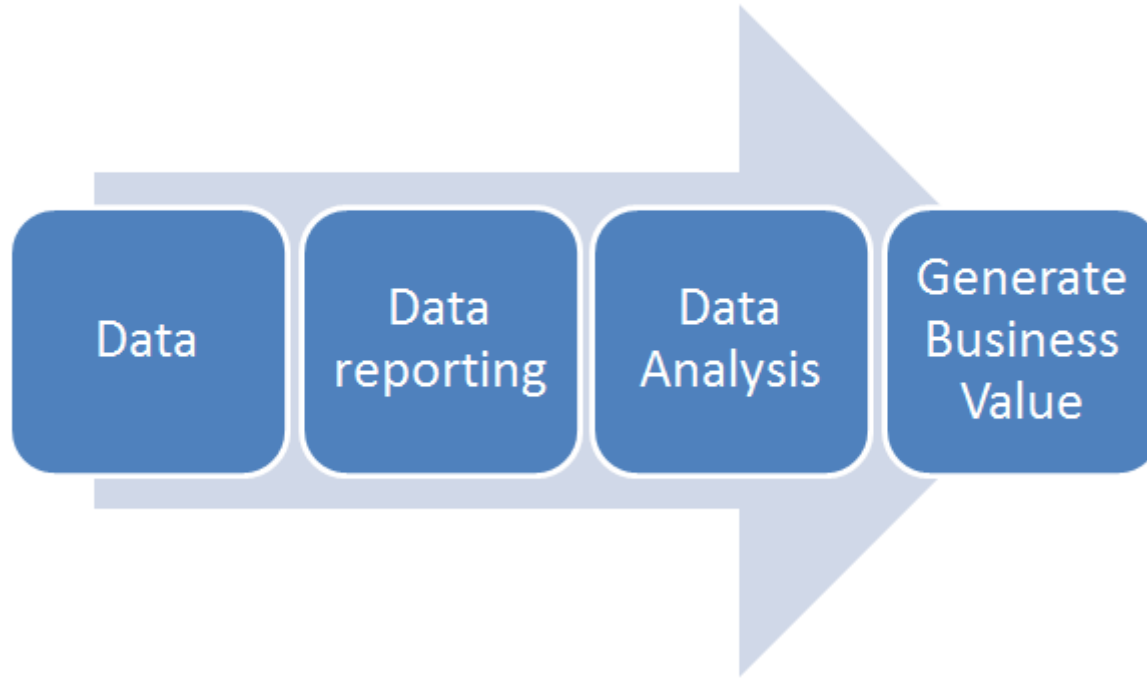 Data
Data
reporting
Data
Analysis
Generate
Business
Value